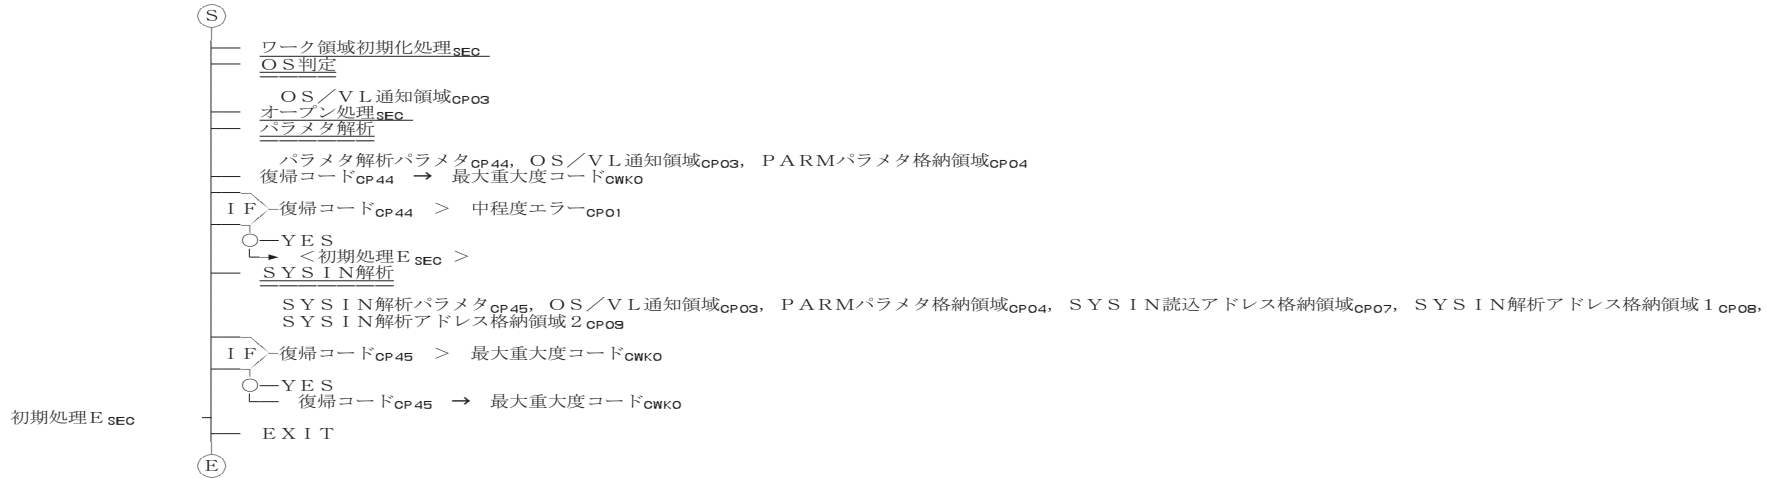 S
ワーク領域初期化処理SEC
ＯＳ判定
ＯＳ／ＶＬ通知領域CP03
オープン処理SEC
パラメタ解析
パラメタ解析パラメタCP44, ＯＳ／ＶＬ通知領域CP03, ＰＡＲＭパラメタ格納領域CP04
復帰コードCP44 → 最大重大度コードCWK0
ＩＦ 復帰コードCP44 ＞ 中程度エラーCP01
ＹＥＳ
＜初期処理ＥSEC ＞
ＳＹＳＩＮ解析
ＳＹＳＩＮ解析パラメタCP45, ＯＳ／ＶＬ通知領域CP03, ＰＡＲＭパラメタ格納領域CP04, ＳＹＳＩＮ読込アドレス格納領域CP07, ＳＹＳＩＮ解析アドレス格納領域１CP08,
ＳＹＳＩＮ解析アドレス格納領域２CP09
ＩＦ 復帰コードCP45 ＞ 最大重大度コードCWK0
ＹＥＳ
復帰コードCP45 → 最大重大度コードCWK0
初期処理ＥSEC
ＥＸＩＴ
E